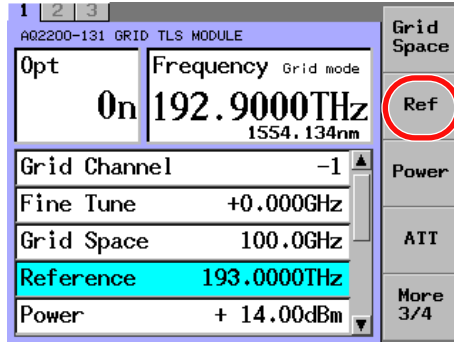 1 2 3
AQ2200-131 GRID TLS MODULE
Opt
On
Frequency Grid mode
192.9000THz
1554.134nm
Grid Channel -1
Fine Tune +0.000GHz
Grid Space 100.0GHz
Reference 193.0000THz
Power + 14.00dBm
Grid
Space
Ref
Power
ATT
More
3/4